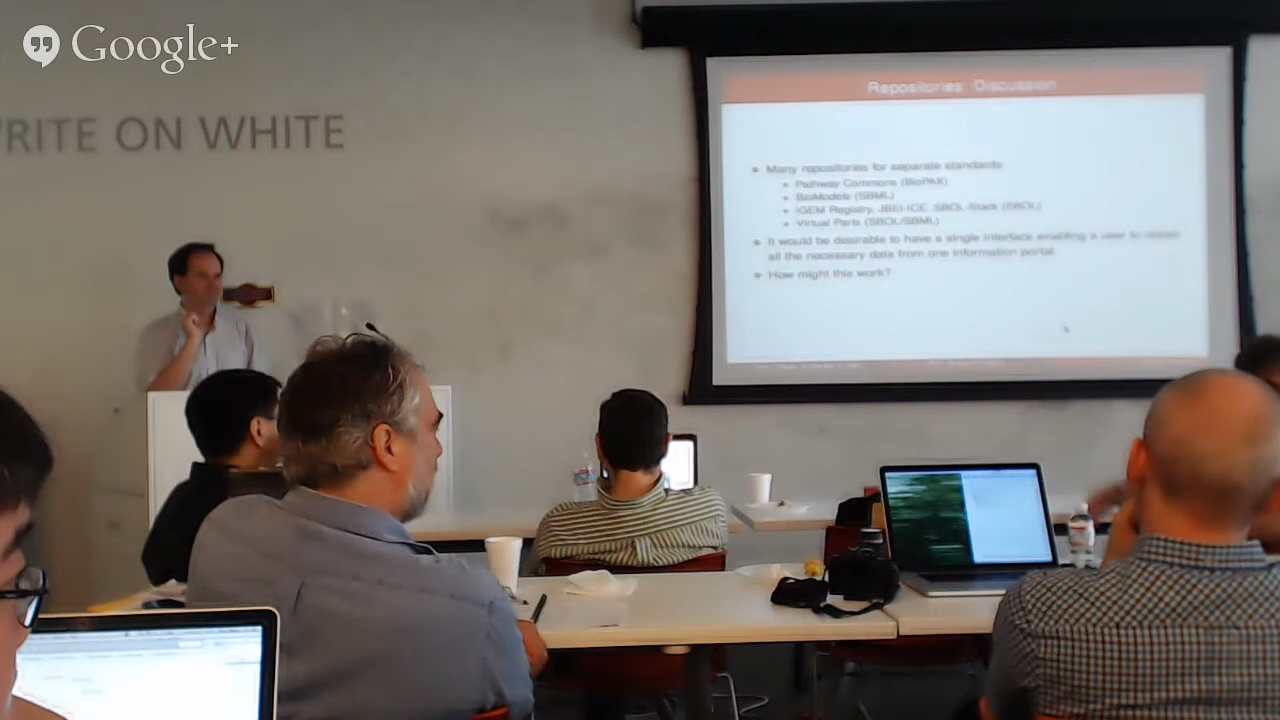 Google+
RITE ON WHITE
Repositories: Discussion
Many repositories for separate standards:
Pathway Commons (BioPAX)
BioModels (SBML)
iGEM Registry, JBEI-ICE, SBOL-Stack (SBOL)
Virtual Parts (SBOL/SBML)
It would be desirable to have a single interface enabling a user to obtain
all the necessary data from one information portal.
How might this work?